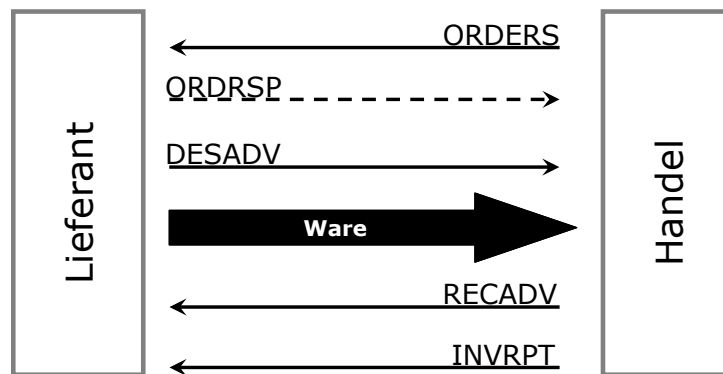 Lieferant
ORDERS
ORDRSP
DESADV
Ware
RECADV
INVRPT
Handel